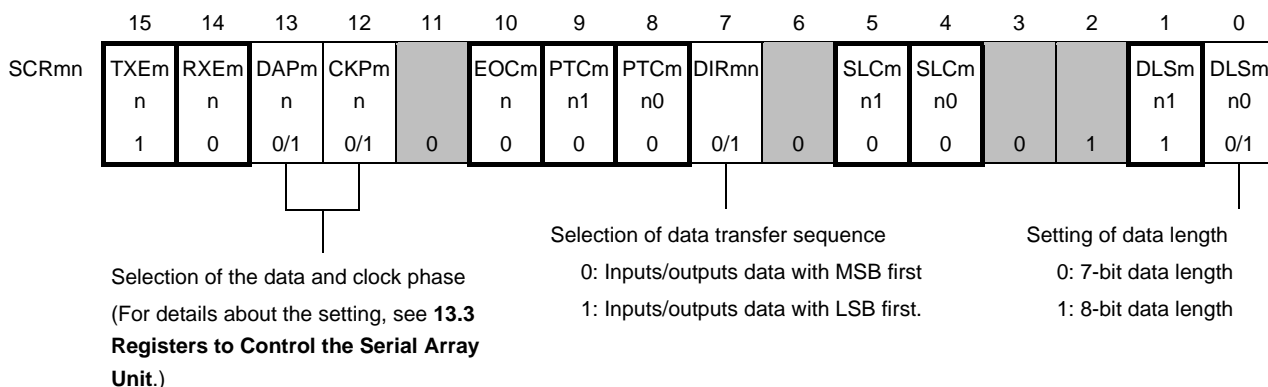 15 14 13 12 11 10 9 8 7 6 5 4 3 2 1 0
SCRmn TXEm RXEm DAPm CKPm EOCm PTCm PTCm DIRmn SLCm SLCm DLSm DLSm
n n n n n n1 n0 n1 n0 n1 n0
1 0 0/1 0/1 0 0 0 0 0/1 0 0 0 0 1 1 0/1
Selection of the data and clock phase
(For details about the setting, see 13.3
Registers to Control the Serial Array
Unit.)
Selection of data transfer sequence
0: Inputs/outputs data with MSB first
1: Inputs/outputs data with LSB first.
Setting of data length
0: 7-bit data length
1: 8-bit data length